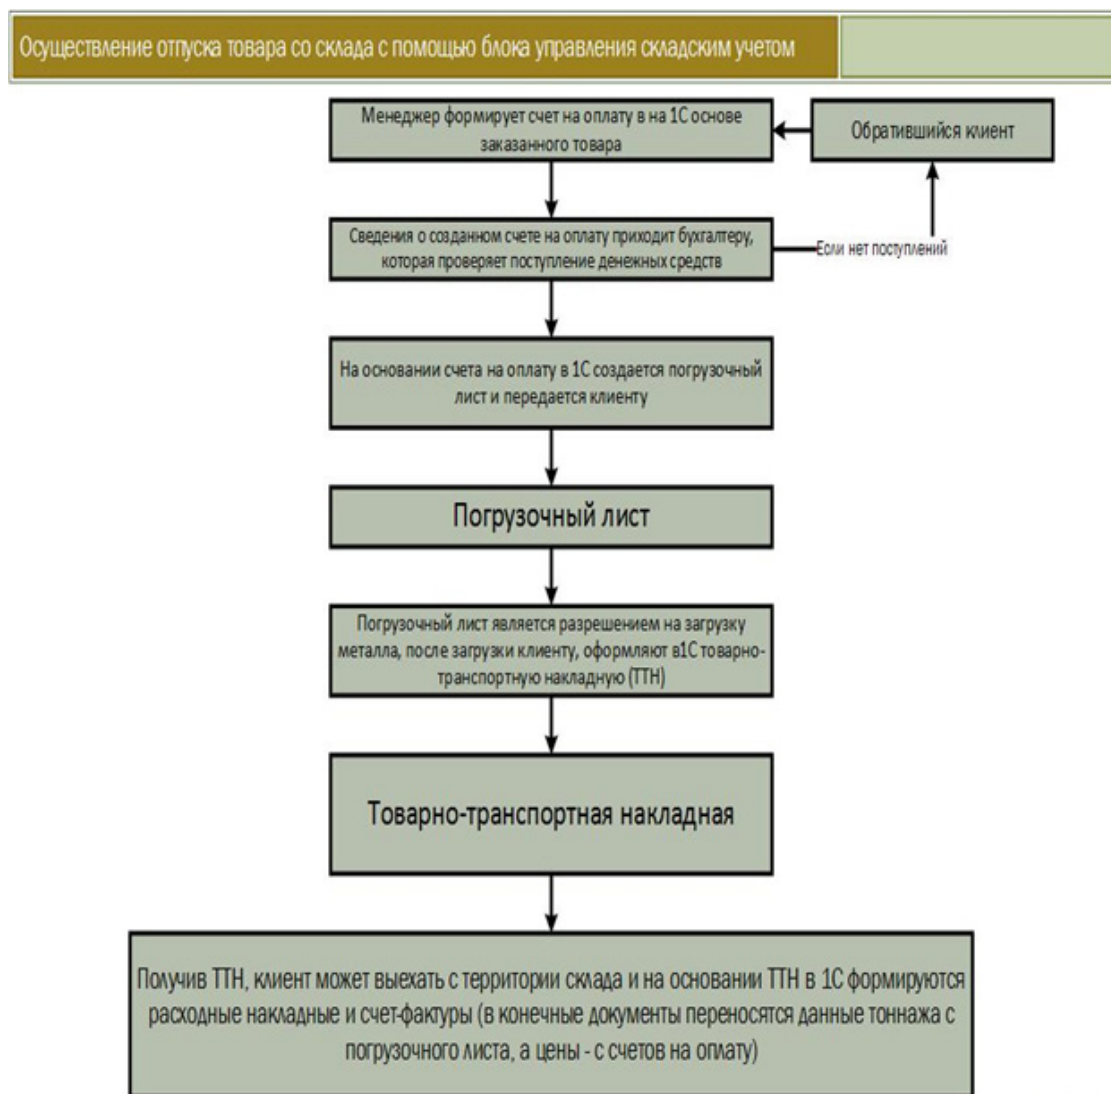 Осуществление отпуска товара со склада с помощью блока управления складским учетом
Менеджер формирует счет на оплату в на 1С основе
заказанного товара
Обратившийся клиент
Сведения о созданном счете на оплату приходит бухгалтеру,
которая проверяет поступление денежных средств
Если нет поступлений
На основании счета на оплату в 1С создается погрузочный
лист и передается клиенту
Погрузочный лист
Погрузочный лист является разрешением на загрузку
металла, после загрузки клиенту, оформляют в1С товарно-
транспортную накладную (ТТН)
Товарно-транспортная накладная
Получив ТТН, клиент может выехать с территории склада и на основании ТТН в 1С формируются
расходные накладные и счет-фактуры (в конечные документы переносятся данные тоннажа с
погрузочного листа, а цены - с счетов на оплату)